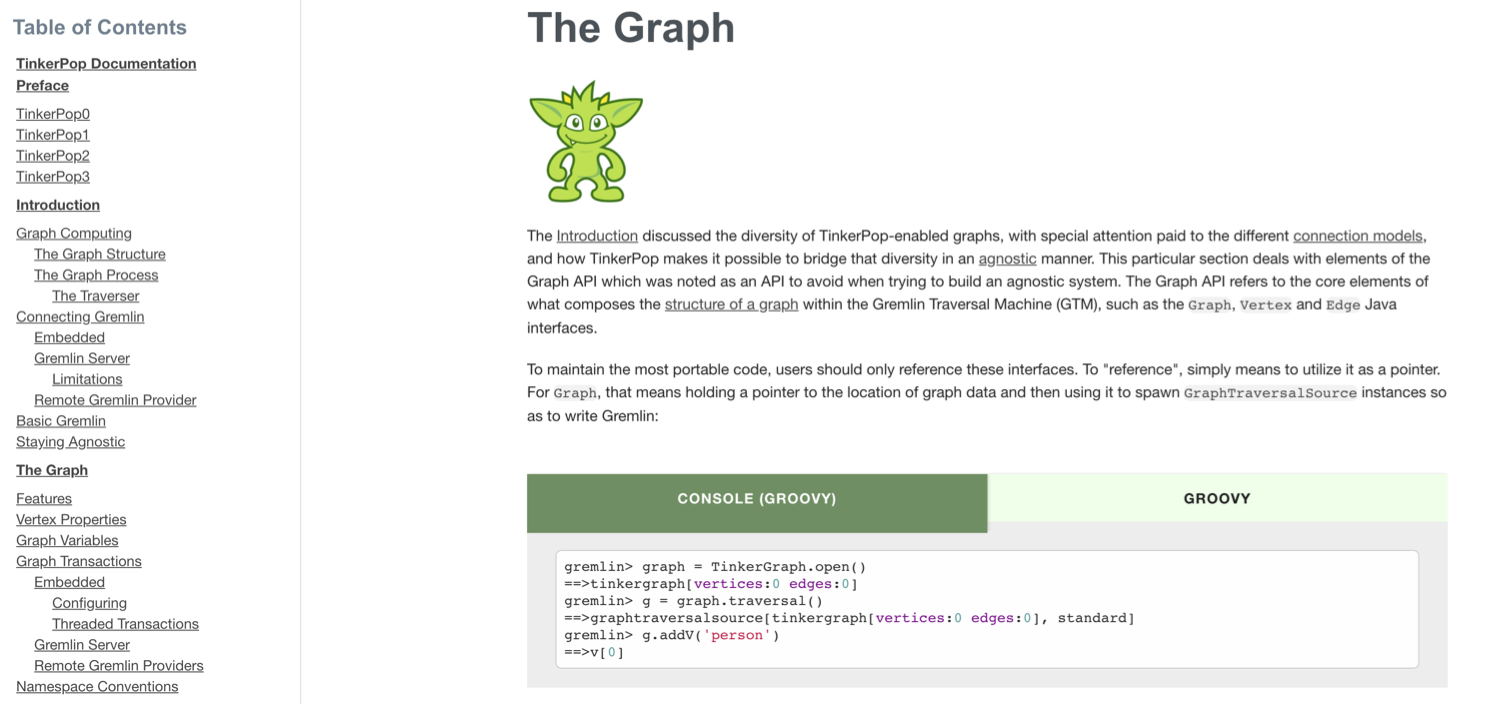 Table of Contents
TinkerPop Documentation
Preface
TinkerPop0
TinkerPop1
TinkerPop2
TinkerPop3
Introduction
Graph Computing
The Graph Structure
The Graph Process
The Traverser
Connecting Gremlin
Embedded
Gremlin Server
Limitations
Remote Gremlin Provider
Basic Gremlin
Staying Agnostic
The Graph
Features
Vertex Properties
Graph Variables
Graph Transactions
Embedded
Configuring
Threaded Transactions
Gremlin Server
Remote Gremlin Providers
Namespace Conventions
The Graph
The Introduction discussed the diversity of TinkerPop-enabled graphs, with special attention paid to the different connection models,
and how TinkerPop makes it possible to bridge that diversity in an agnostic manner. This particular section deals with elements of the
Graph API which was noted as an API to avoid when trying to build an agnostic system. The Graph API refers to the core elements of
what composes the structure of a graph within the Gremlin Traversal Machine (GTM), such as the Graph, Vertex and Edge Java
interfaces.
To maintain the most portable code, users should only reference these interfaces. To "reference", simply means to utilize it as a pointer.
For Graph, that means holding a pointer to the location of graph data and then using it to spawn GraphTraversalSource instances so
as to write Gremlin:
CONSOLE (GROOVY)
GROOVY
gremlin> graph = TinkerGraph.open()
==>tinkergraph[vertices:0 edges:0]
gremlin> g = graph.traversal()
==>graphtraversalsource[tinkergraph[vertices:0 edges:0], standard]
gremlin> g.addV('person')
==>v[0]